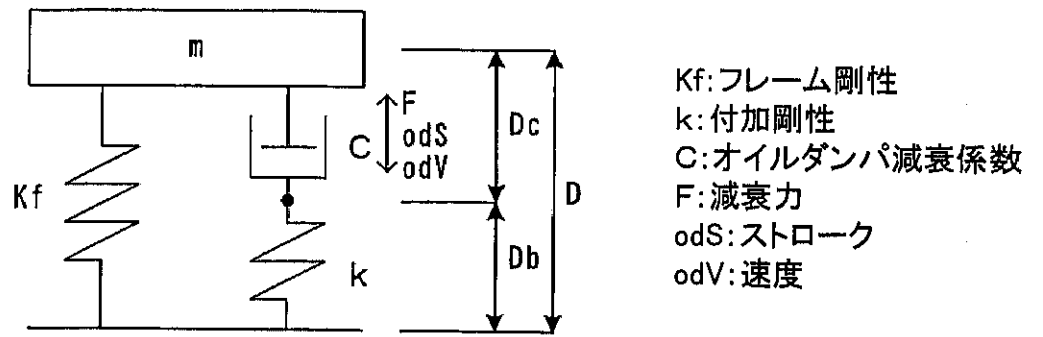 m
F
odS
odV
C
Kf
k
Dc
D
Db
Kf:フレーム剛性
k:付加剛性
C:オイルダンパ減衰係数
F:減衰力
odS:ストローク
odV:速度